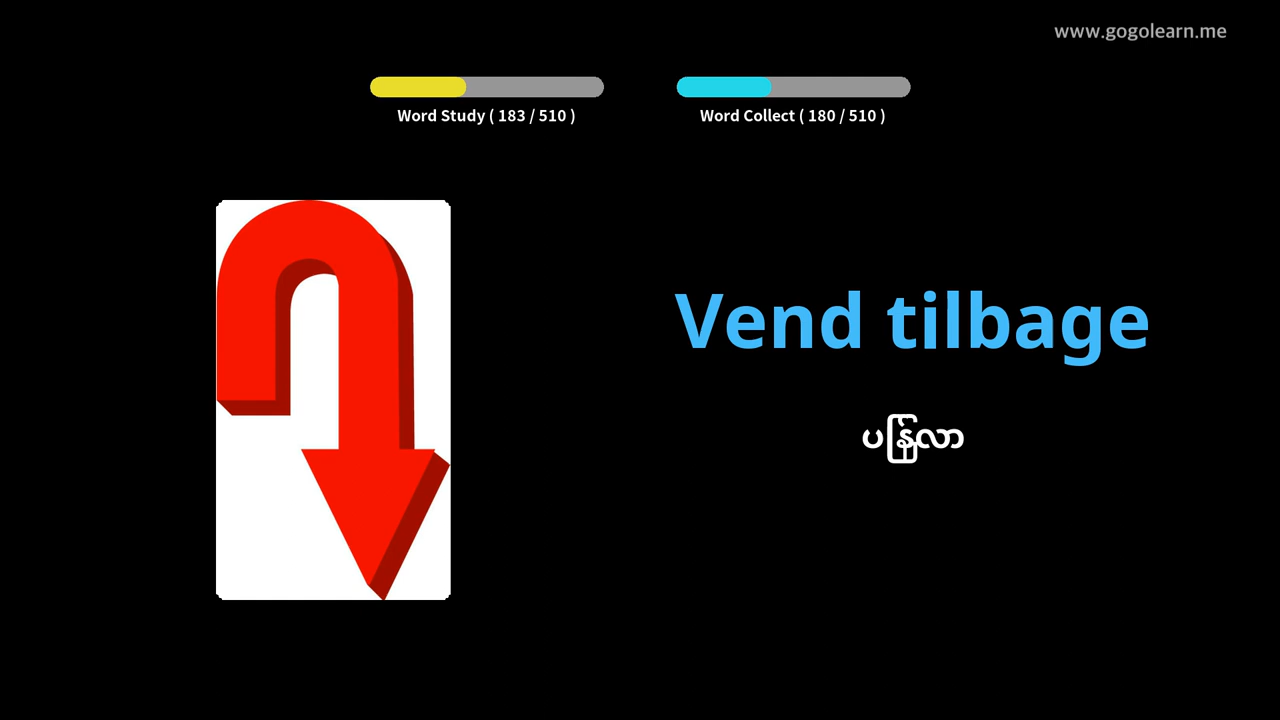 www.gogolearn.me
Word Study ( 183 / 510 )
Word Collect ( 180 / 510 )
Vend tilbage
ပြန်လာ